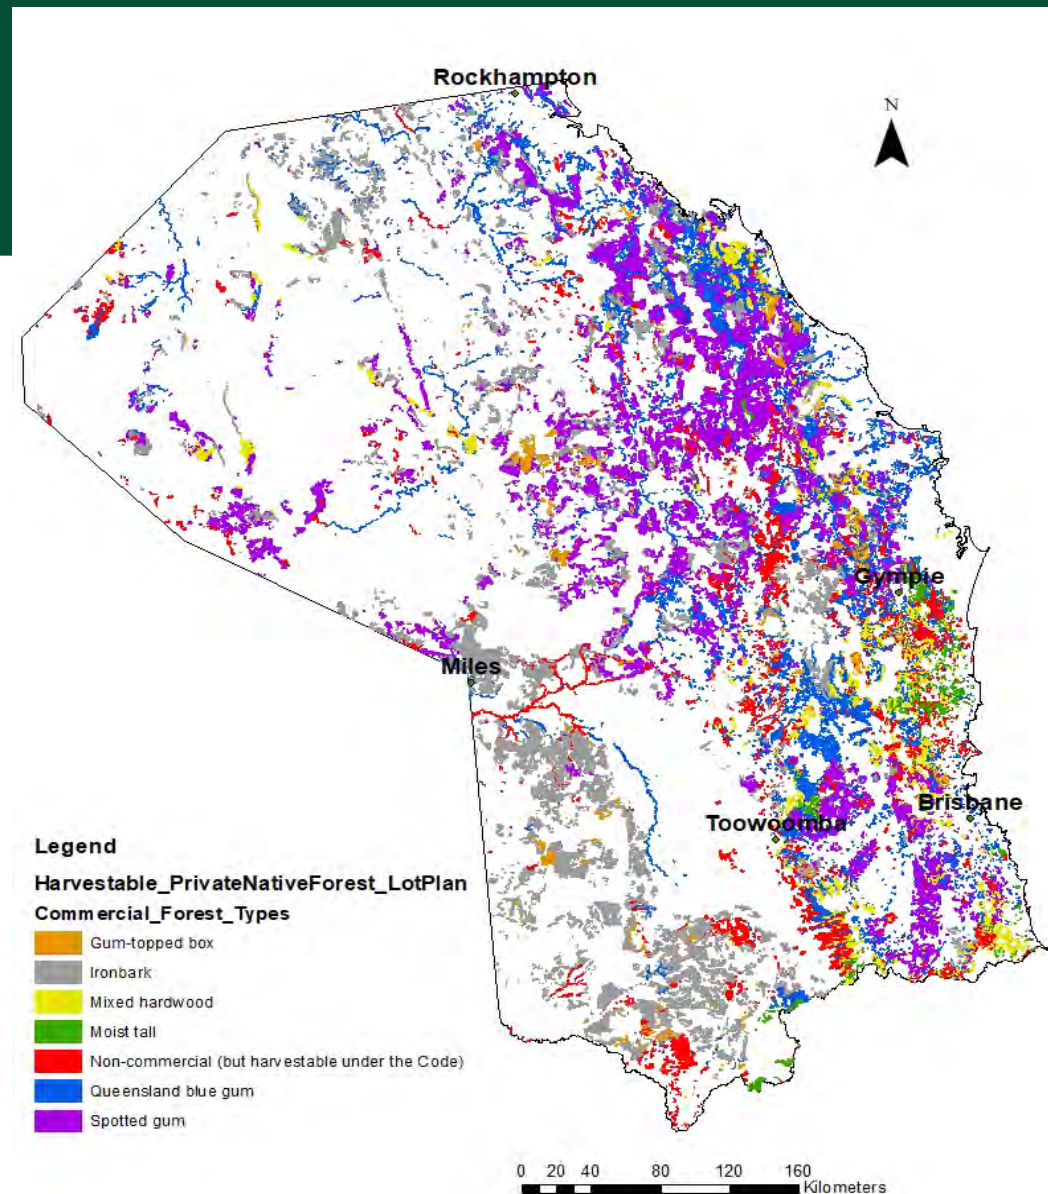 Rockhampton
N
Gympie
Miles
Brisbane
Toowoomba
Legend
Harvestable_PrivateNativeForest_LotPlan
Commercial_Forest_Types
Gum-topped box
Ironbark
Mixed hardwood
Moist tall
Non-commercial (but harvestable under the Code)
Queensland blue gum
Spotted gum
0 20 40 80 120 160
Kilometers